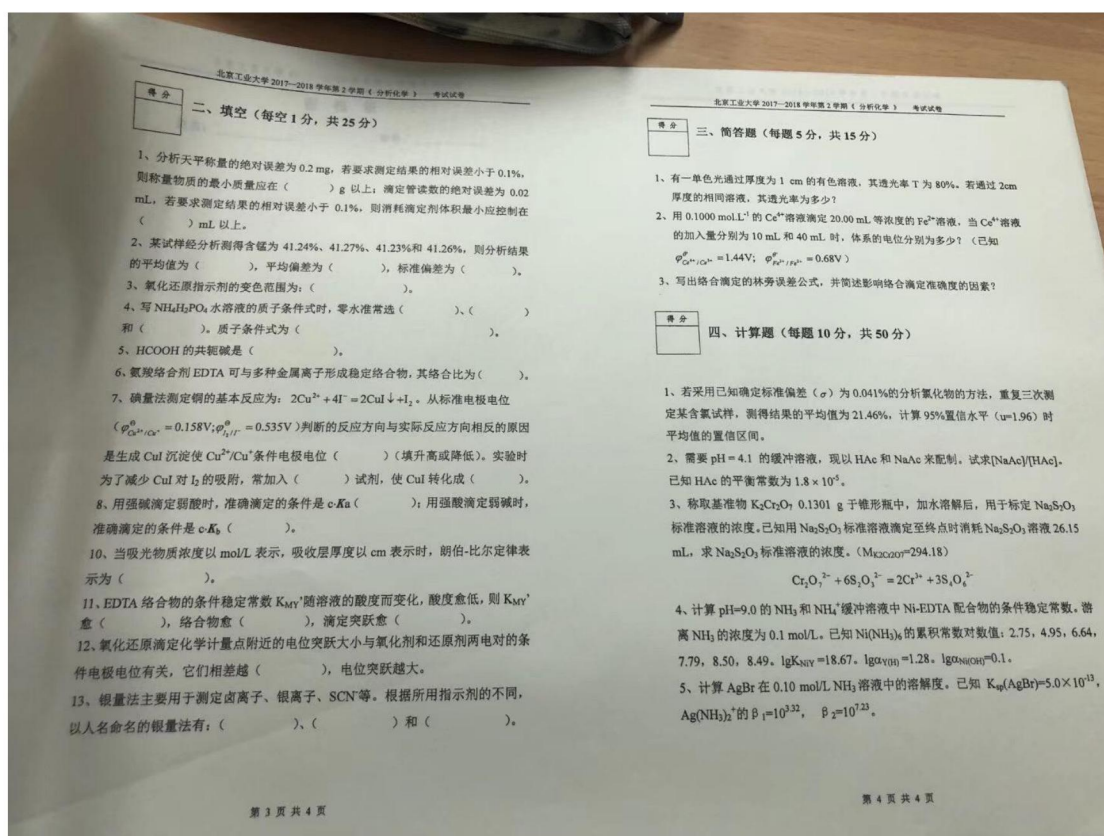 北京工业大学 2017—2018 学年第 2 学期《 分析化学 》 考试试卷
得 分
二、填空（每空 1 分，共 25 分）
1、分析天平称量的绝对误差为 0.2 mg，若要求测定结果的相对误差小于 0.1%，
则称量物质的最小质量应在（ ）g 以上；滴定管读数的绝对误差为 0.02
mL，若要求测定结果的相对误差小于 0.1%，则消耗滴定剂体积最小应控制在
（ ）mL 以上。
2、某试样经分析测得含锰为 41.24%、41.27%、41.23%和 41.26%，则分析结果
的平均值为（ ），平均偏差为（ ），标准偏差为（ ）。
3、氧化还原指示剂的变色范围为：（ ）。
4、写 NH₄H₂PO₄ 水溶液的质子条件式时，零水准常选（ ）、（ ）
和（ ）。质子条件式为（ ）。
5、HCOOH 的共轭碱是（ ）。
6、氨羧络合剂 EDTA 可与多种金属离子形成稳定络合物，其络合比为（ ）。
7、碘量法测定铜的基本反应为：2Cu²⁺ + 4I⁻ = 2CuI↓+I₂。从标准电极电位
（φ^Θ_Cu²⁺/Cu⁺ = 0.158V; φ^Θ_I₂/I⁻ = 0.535V）判断的反应方向与实际反应方向相反的原因
是生成 CuI 沉淀使 Cu²⁺/Cu⁺条件电极电位（ ）（填升高或降低）。实验时
为了减少 CuI 对 I₂ 的吸附，常加入（ ）试剂，使 CuI 转化成（ ）。
8、用强碱滴定弱酸时，准确滴定的条件是 c·Ka（ ）；用强酸滴定弱碱时，
准确滴定的条件是 c·K_b（ ）。
10、当吸光物质浓度以 mol/L 表示，吸收层厚度以 cm 表示时，朗伯-比尔定律表
示为（ ）。
11、EDTA 络合物的条件稳定常数 K_MY'随溶液的酸度而变化，酸度愈低，则 K_MY'
愈（ ），络合物愈（ ），滴定突跃愈（ ）。
12、氧化还原滴定化学计量点附近的电位突跃大小与氧化剂和还原剂两电对的条
件电极电位有关，它们相差越（ ），电位突跃越大。
13、银量法主要用于测定卤离子、银离子、SCN⁻等。根据所用指示剂的不同，
以人名命名的银量法有：（ ）、（ ）和（ ）。
第 3 页 共 4 页
北京工业大学 2017—2018 学年第 2 学期《 分析化学 》 考试试卷
得 分
三、简答题（每题 5 分，共 15 分）
1、有一单色光通过厚度为 1 cm 的有色溶液，其透光率 T 为 80%。若通过 2cm
厚度的相同溶液，其透光率为多少？
2、用 0.1000 mol.L⁻¹ 的 Ce⁴⁺溶液滴定 20.00 mL 等浓度的 Fe²⁺溶液，当 Ce⁴⁺溶液
的加入量分别为 10 mL 和 40 mL 时，体系的电位分别为多少？（已知
φ^θ'_Ce⁴⁺/Ce³⁺ = 1.44V; φ^θ'_Fe³⁺/Fe²⁺ = 0.68V）
3、写出络合滴定的林旁误差公式，并简述影响络合滴定准确度的因素？
得 分
四、计算题（每题 10 分，共 50 分）
1、若采用已知确定标准偏差（σ）为 0.041%的分析氯化物的方法，重复三次测
定某含氯试样，测得结果的平均值为 21.46%，计算 95%置信水平（u=1.96）时
平均值的置信区间。
2、需要 pH = 4.1 的缓冲溶液，现以 HAc 和 NaAc 来配制。试求[NaAc]/[HAc]。
已知 HAc 的平衡常数为 1.8 × 10⁻⁵。
3、称取基准物 K₂Cr₂O₇ 0.1301 g 于锥形瓶中，加水溶解后，用于标定 Na₂S₂O₃
标准溶液的浓度。已知用 Na₂S₂O₃ 标准溶液滴定至终点时消耗 Na₂S₂O₃ 溶液 26.15
mL，求 Na₂S₂O₃ 标准溶液的浓度。（M_K2Cr2O7=294.18）
Cr₂O₇²⁻ + 6S₂O₃²⁻ = 2Cr³⁺ + 3S₄O₆²⁻
4、计算 pH=9.0 的 NH₃ 和 NH₄⁺缓冲溶液中 Ni-EDTA 配合物的条件稳定常数。游
离 NH₃ 的浓度为 0.1 mol/L。已知 Ni(NH₃)₆ 的累积常数对数值：2.75，4.95，6.64，
7.79，8.50，8.49。lgK_NiY =18.67。lgα_Y(H) =1.28。lgα_Ni(OH)=0.1。
5、计算 AgBr 在 0.10 mol/L NH₃ 溶液中的溶解度。已知 K_sp(AgBr)=5.0×10⁻¹³，
Ag(NH₃)₂⁺的 β₁=10³·³²， β₂=10⁷·²³。
第 4 页 共 4 页